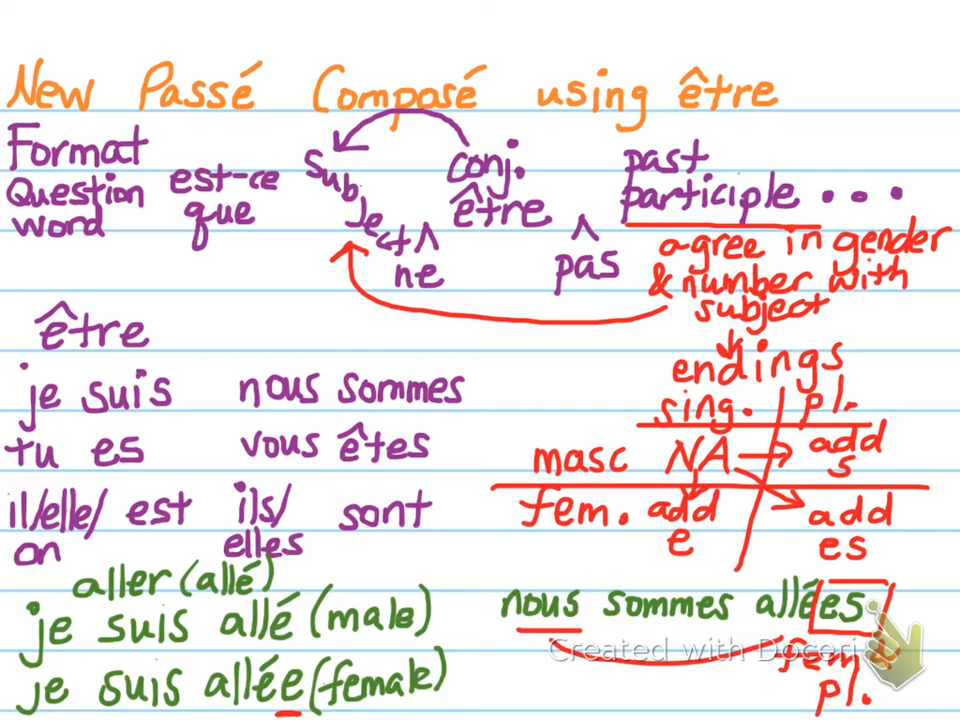 New Passé Composé using être
Format
Question word est-ce que subject conj. être past participle ...
ne pas
agree in gender
& number with
subject
être
endings
sing. pl.
je suis nous sommes
tu es vous êtes
masc NA add s
il/elle/on est ils/elles sont
fem. add e add es
aller (allé)
je suis allé (male)
nous sommes allées
Created with Doceri
fem.
pl.
je suis allée (female)